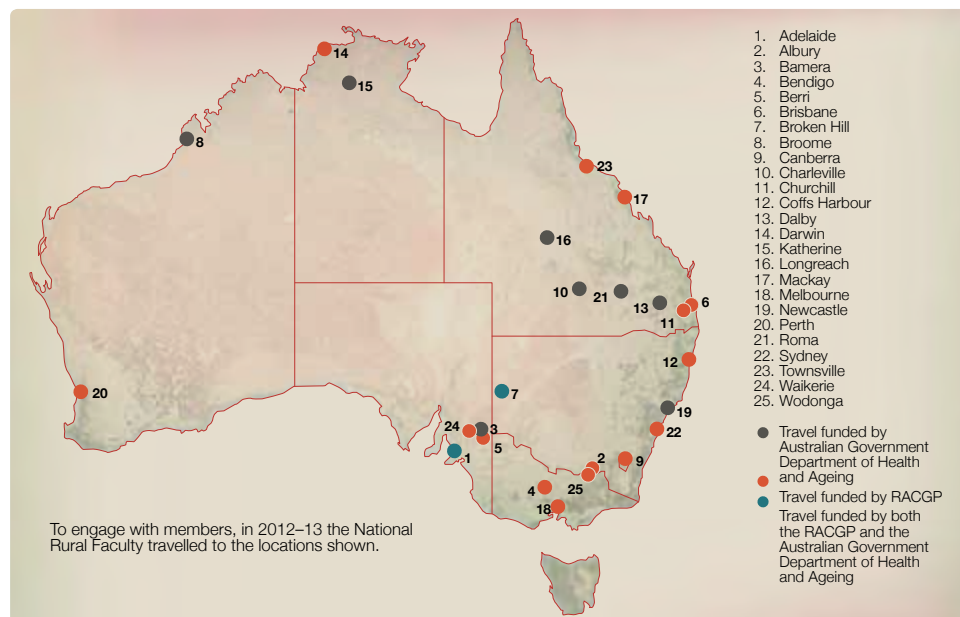 14
15
8
23
17
16
10
21
13
6
11
12
20
7
19
24
3
22
5
1
2
9
4
25
18
To engage with members, in 2012–13 the National
Rural Faculty travelled to the locations shown.
1. Adelaide
2. Albury
3. Bamera
4. Bendigo
5. Berri
6. Brisbane
7. Broken Hill
8. Broome
9. Canberra
10. Charleville
11. Churchill
12. Coffs Harbour
13. Dalby
14. Darwin
15. Katherine
16. Longreach
17. Mackay
18. Melbourne
19. Newcastle
20. Perth
21. Roma
22. Sydney
23. Townsville
24. Waikerie
25. Wodonga
Travel funded by
Australian Government
Department of Health
and Ageing
Travel funded by RACGP
Travel funded by both
the RACGP and the
Australian Government
Department of Health
and Ageing